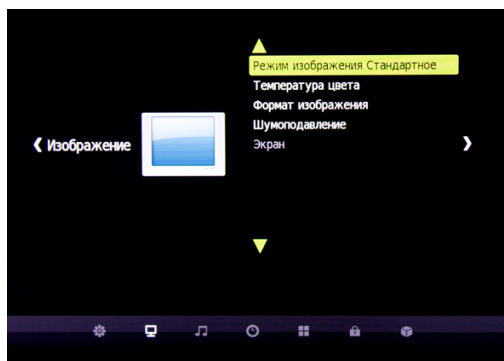 Режим изображения Стандартное
Температура цвета
Формат изображения
Шумоподавление
Экран
Изображение